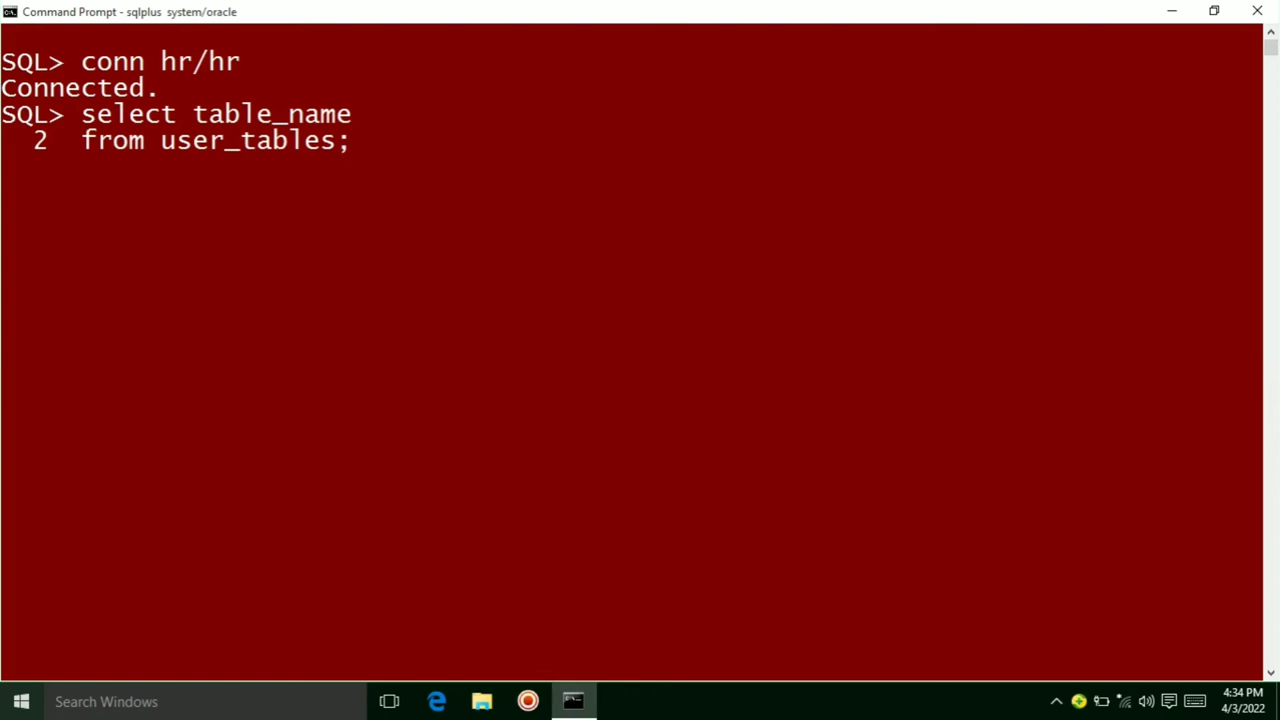 Command Prompt - sqlplus  system/oracle
SQL> conn hr/hr
Connected.
SQL> select table_name
  2  from user_tables;
Search Windows
4:34 PM
4/3/2022